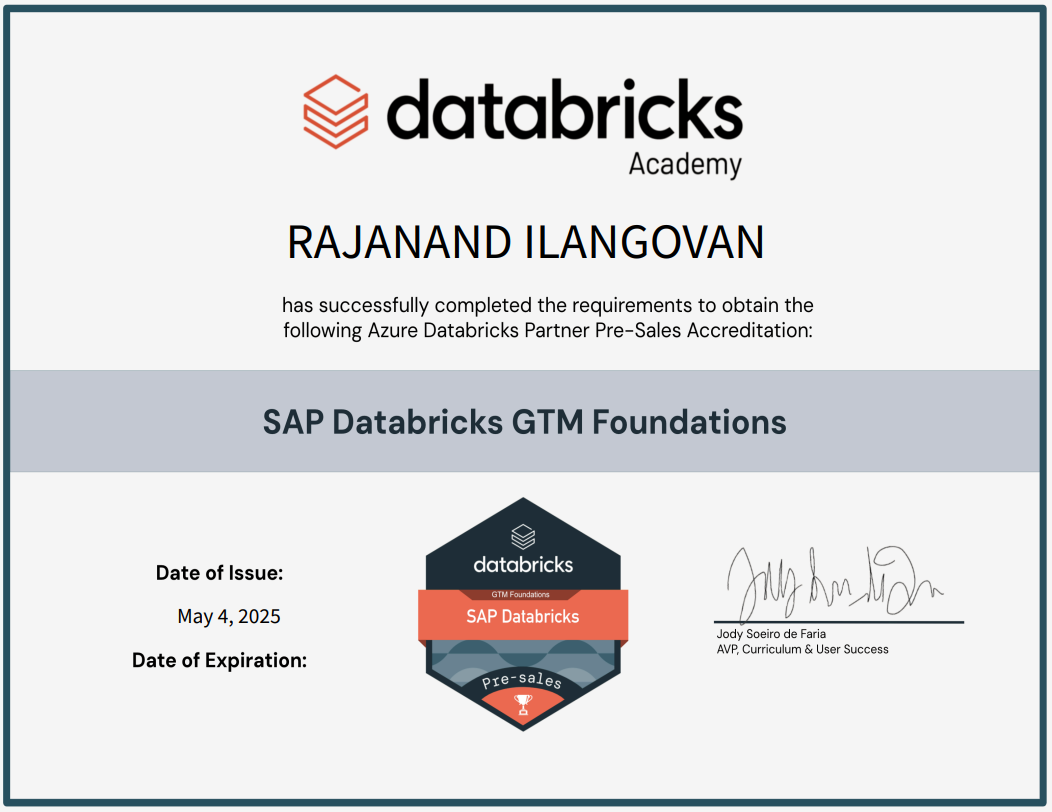 databricks
Academy
RAJANAND ILANGOVAN
has successfully completed the requirements to obtain the
following Azure Databricks Partner Pre-Sales Accreditation:
SAP Databricks GTM Foundations
Date of Issue:
May 4, 2025
Date of Expiration:
databricks
GTM Foundations
SAP Databricks
Pre-sales
Jody Soeiro de Faria
AVP, Curriculum & User Success